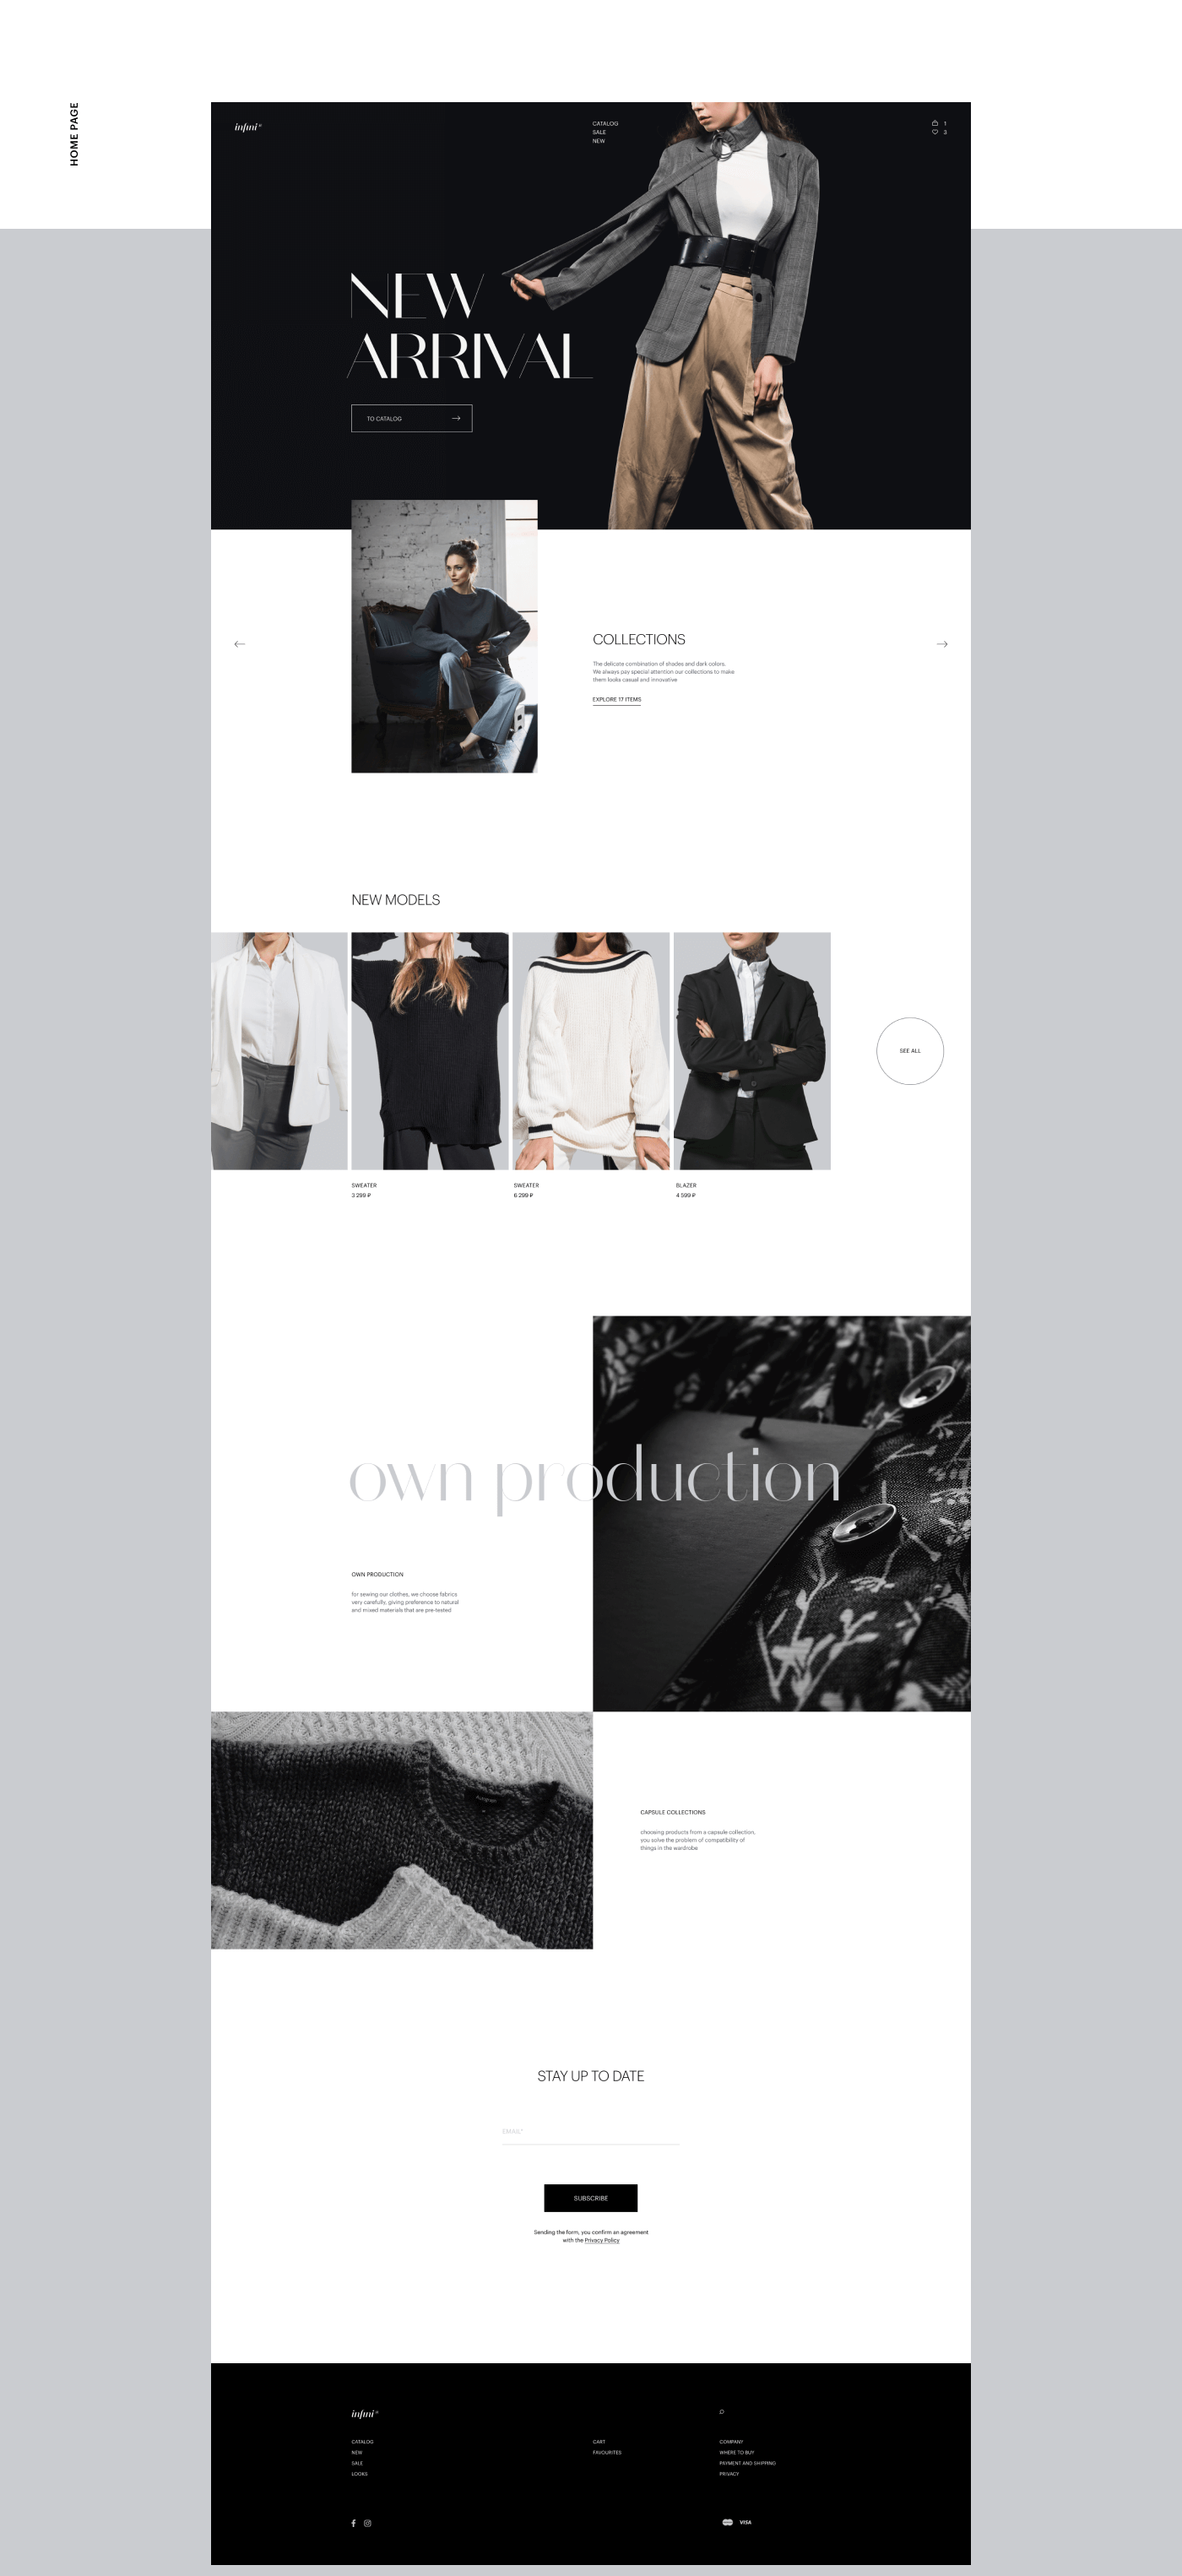 HOME PAGE
infini
CATALOG
SALE
NEW
1
3
NEW
ARRIVAL
TO CATALOG
COLLECTIONS
The delicate combination of shades and dark colors.
We always pay special attention our collections to make
them looks casual and innovative
EXPLORE 17 ITEMS
NEW MODELS
SEE ALL
SWEATER
3 299 ₽
SWEATER
6 299 ₽
BLAZER
4 599 ₽
own production
OWN PRODUCTION
for sewing our clothes, we choose fabrics
very carefully, giving preference to natural
and mixed materials that are pre-tested
CAPSULE COLLECTIONS
choosing products from a capsule collection,
you solve the problem of compatibility of
things in the wardrobe.
STAY UP TO DATE
EMAIL*
SUBSCRIBE
Sending the form, you confirm an agreement
with the Privacy Policy
infini
CATALOG
NEW
SALE
LOOKS
CART
FAVOURITES
COMPANY
WHERE TO BUY
PAYMENT AND SHIPPING
PRIVACY
VISA